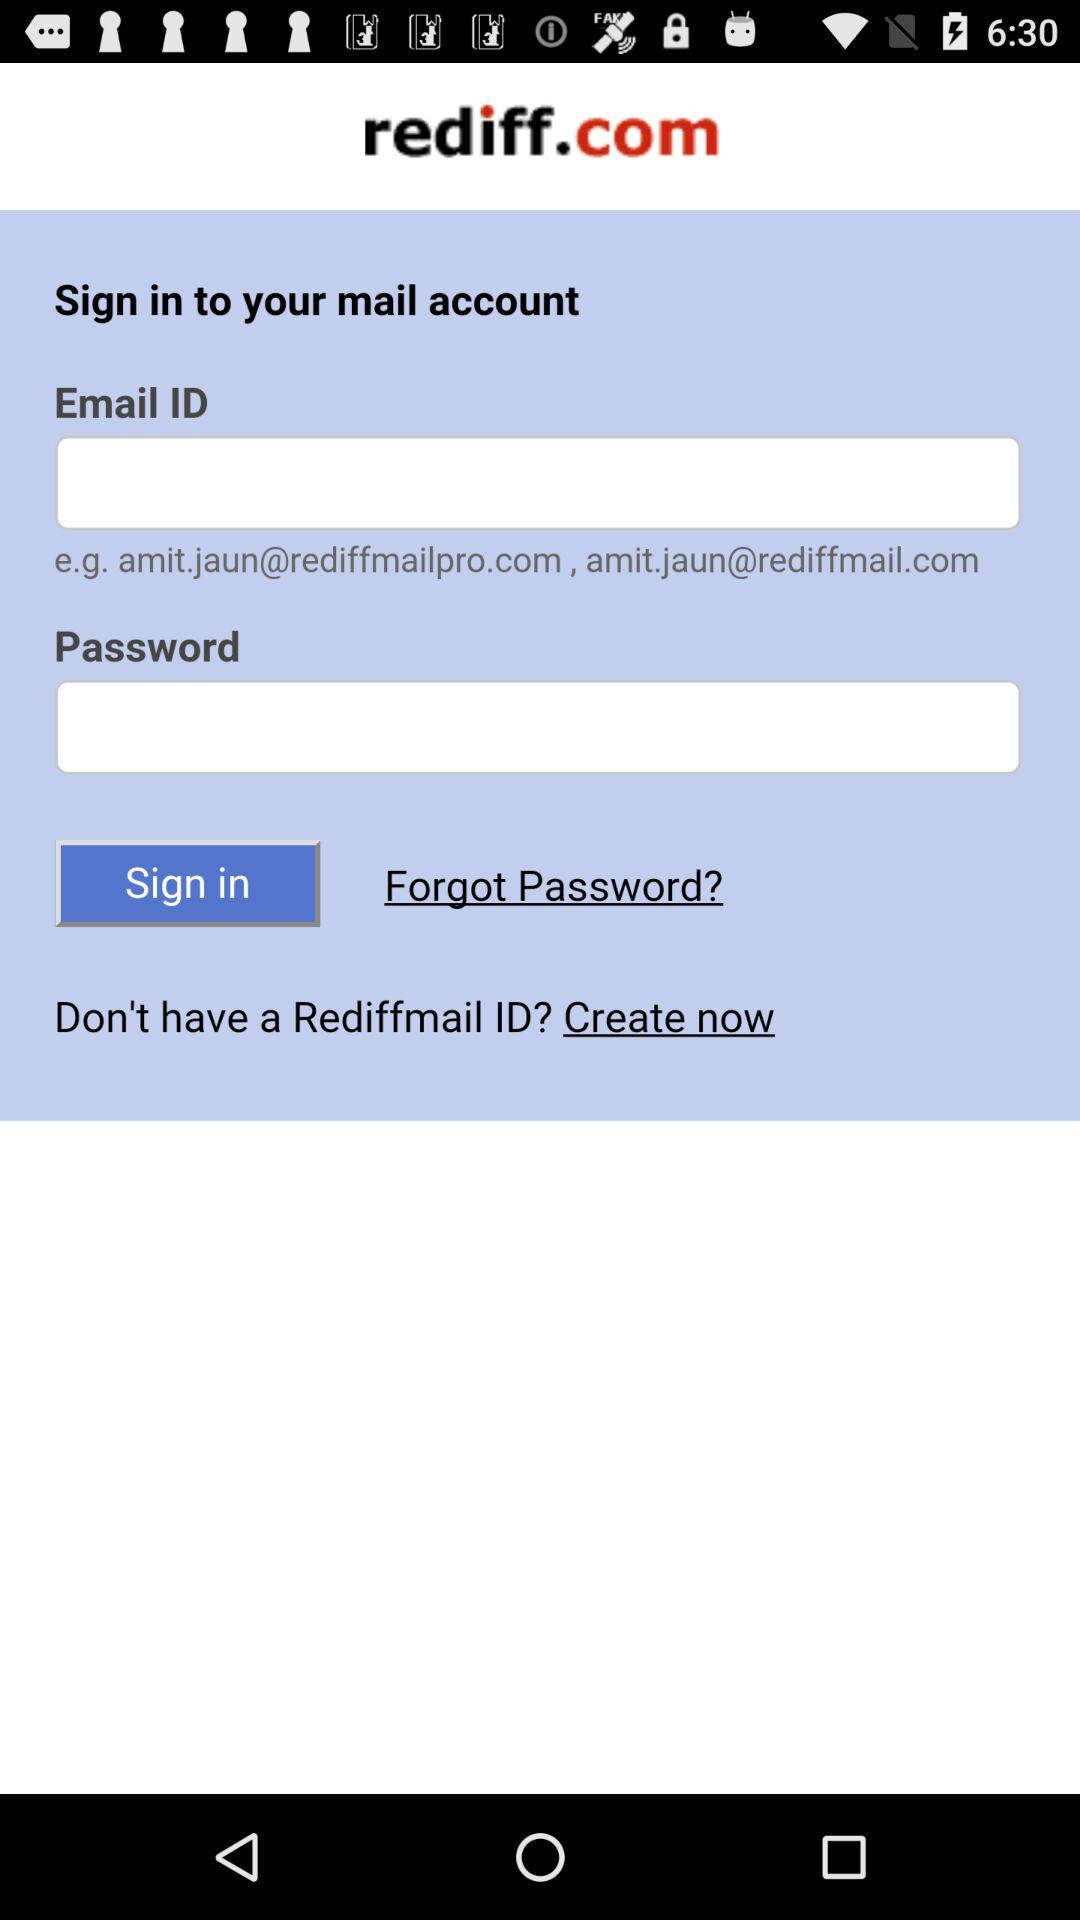 FAK
6:30
rediff.com
Sign in to your mail account
Email ID
e.g. amit.jaun@rediffmailpro.com , amit.jaun@rediffmail.com
Password
Sign in
Forgot Password?
Don't have a Rediffmail ID? Create now